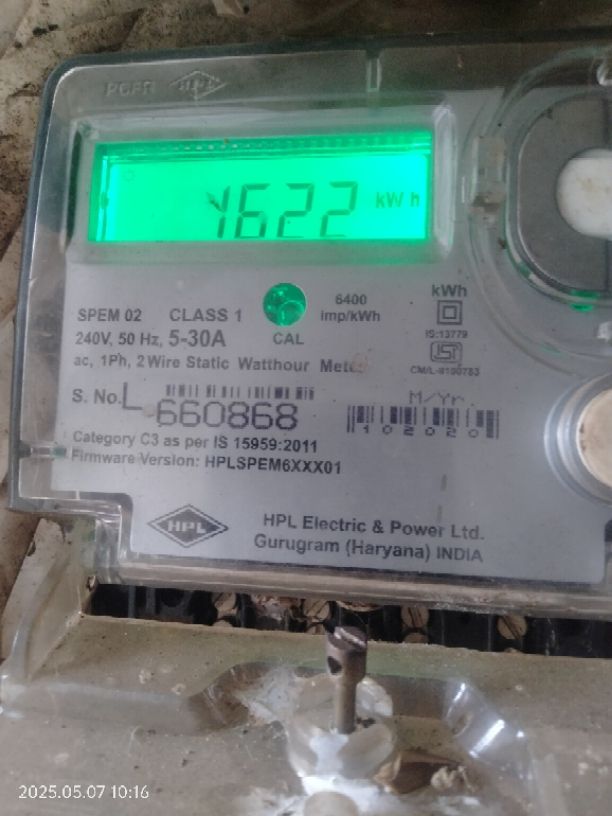 HPL
1622 kWh
SPEM 02 CLASS 1
CAL
6400
imp/kWh
kWh
IS:13779
240V, 50 Hz, 5-30A
ac, 1Ph, 2 Wire Static Watthour Meter
S. No. L 660868
M/Yr.
102020
Category C3 as per IS 15959:2011
Firmware Version: HPLSPEM6XXX01
HPL
HPL Electric & Power Ltd.
Gurugram (Haryana) INDIA
2025.05.07 10:16